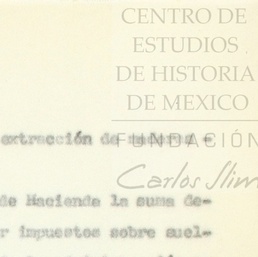 CENTRO DE
ESTUDIOS
DE HISTORIA
DE MEXICO
FUNDACIÓN
Carlos Slim
extracción de
de Hacienda la suma de-
r impuestos sobre suel-